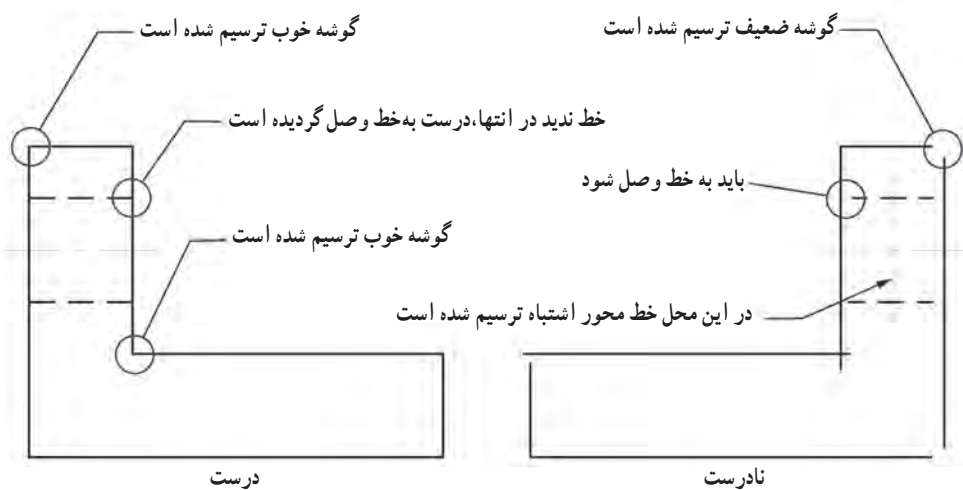 گوشه ضعیف ترسیم شده است
گوشه خوب ترسیم شده است
خط ندید در انتها،درست به‌خط وصل گردیده است
باید به خط وصل شود
گوشه خوب ترسیم شده است
در این محل خط محور اشتباه ترسیم شده است
نادرست
درست